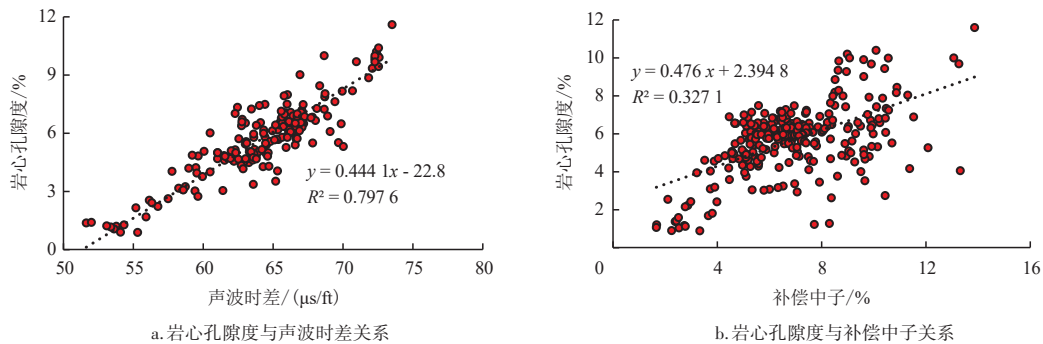 12
9
6
3
0
岩心孔隙度/%
y = 0.444 1x - 22.8
R² = 0.797 6
50
55
60
65
70
75
80
声波时差/(μs/ft)
a.岩心孔隙度与声波时差关系
12
10
8
6
4
2
岩心孔隙度/%
y = 0.476 x + 2.394 8
R² = 0.327 1
0
4
8
12
16
补偿中子/%
b.岩心孔隙度与补偿中子关系